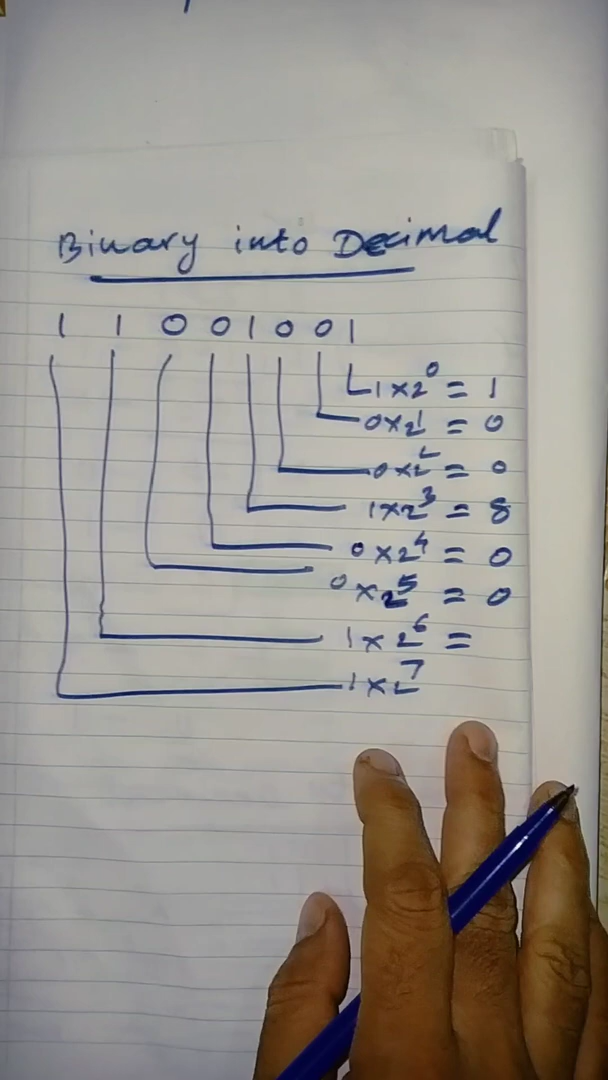 Binary into Decimal
1 1 0 0 1 0 0 1
1×2⁰ = 1
0×2¹ = 0
0×2² = 0
1×2³ = 8
0×2⁴ = 0
0×2⁵ = 0
1×2⁶ =
1×2⁷